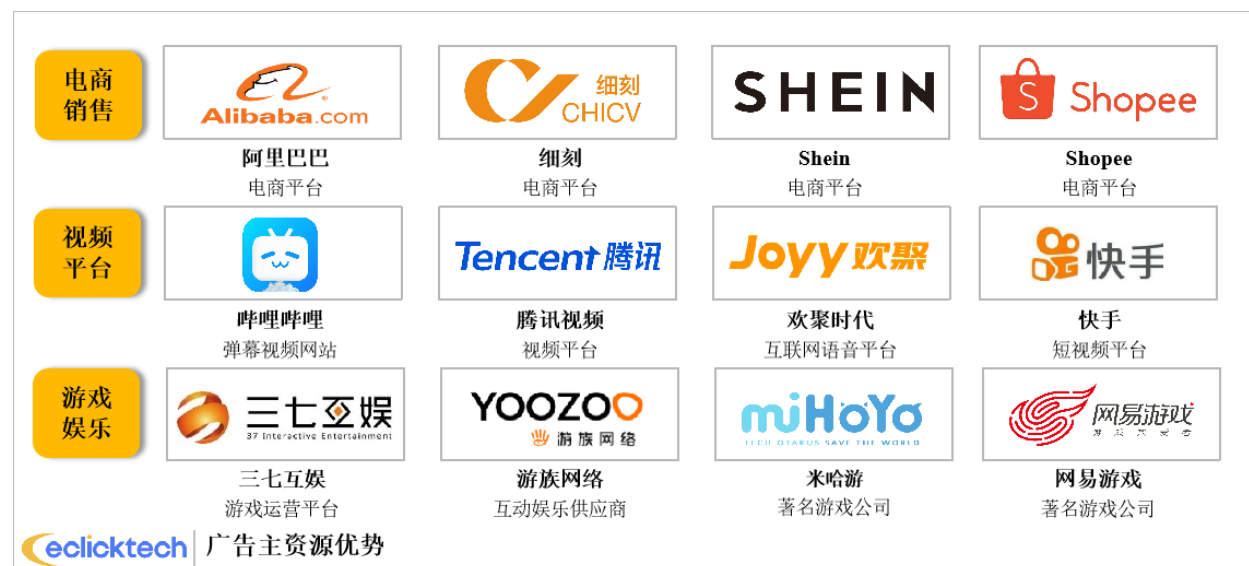 电商
销售
Alibaba.com
细刻
CHICV
SHEIN
S Shopee
阿里巴巴
细刻
Shein
Shopee
电商平台
电商平台
电商平台
电商平台
视频
平台
Tencent 腾讯
Joyy 欢聚
快手
哔哩哔哩
腾讯视频
欢聚时代
快手
弹幕视频网站
视频平台
互联网语音平台
短视频平台
游戏
娱乐
三七互娱
37 Interactive Entertainment
YOOZOO
游族网络
miHoYo
TECH OTAKUS SAVE THE WORLD
网易游戏
游戏热爱者
三七互娱
游族网络
米哈游
网易游戏
游戏运营平台
互动娱乐供应商
著名游戏公司
著名游戏公司
eclicktech
广告主资源优势